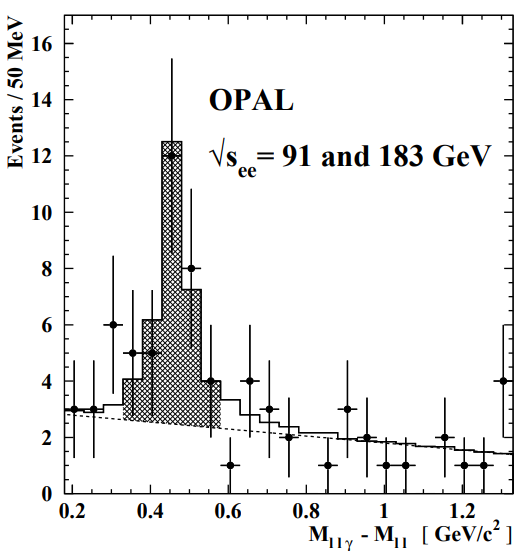 Events / 50 MeV
16
14
12
10
8
6
4
2
0
OPAL
√s_ee = 91 and 183 GeV
0.2 0.4 0.6 0.8 1 1.2
M_llγ - M_ll [ GeV/c² ]